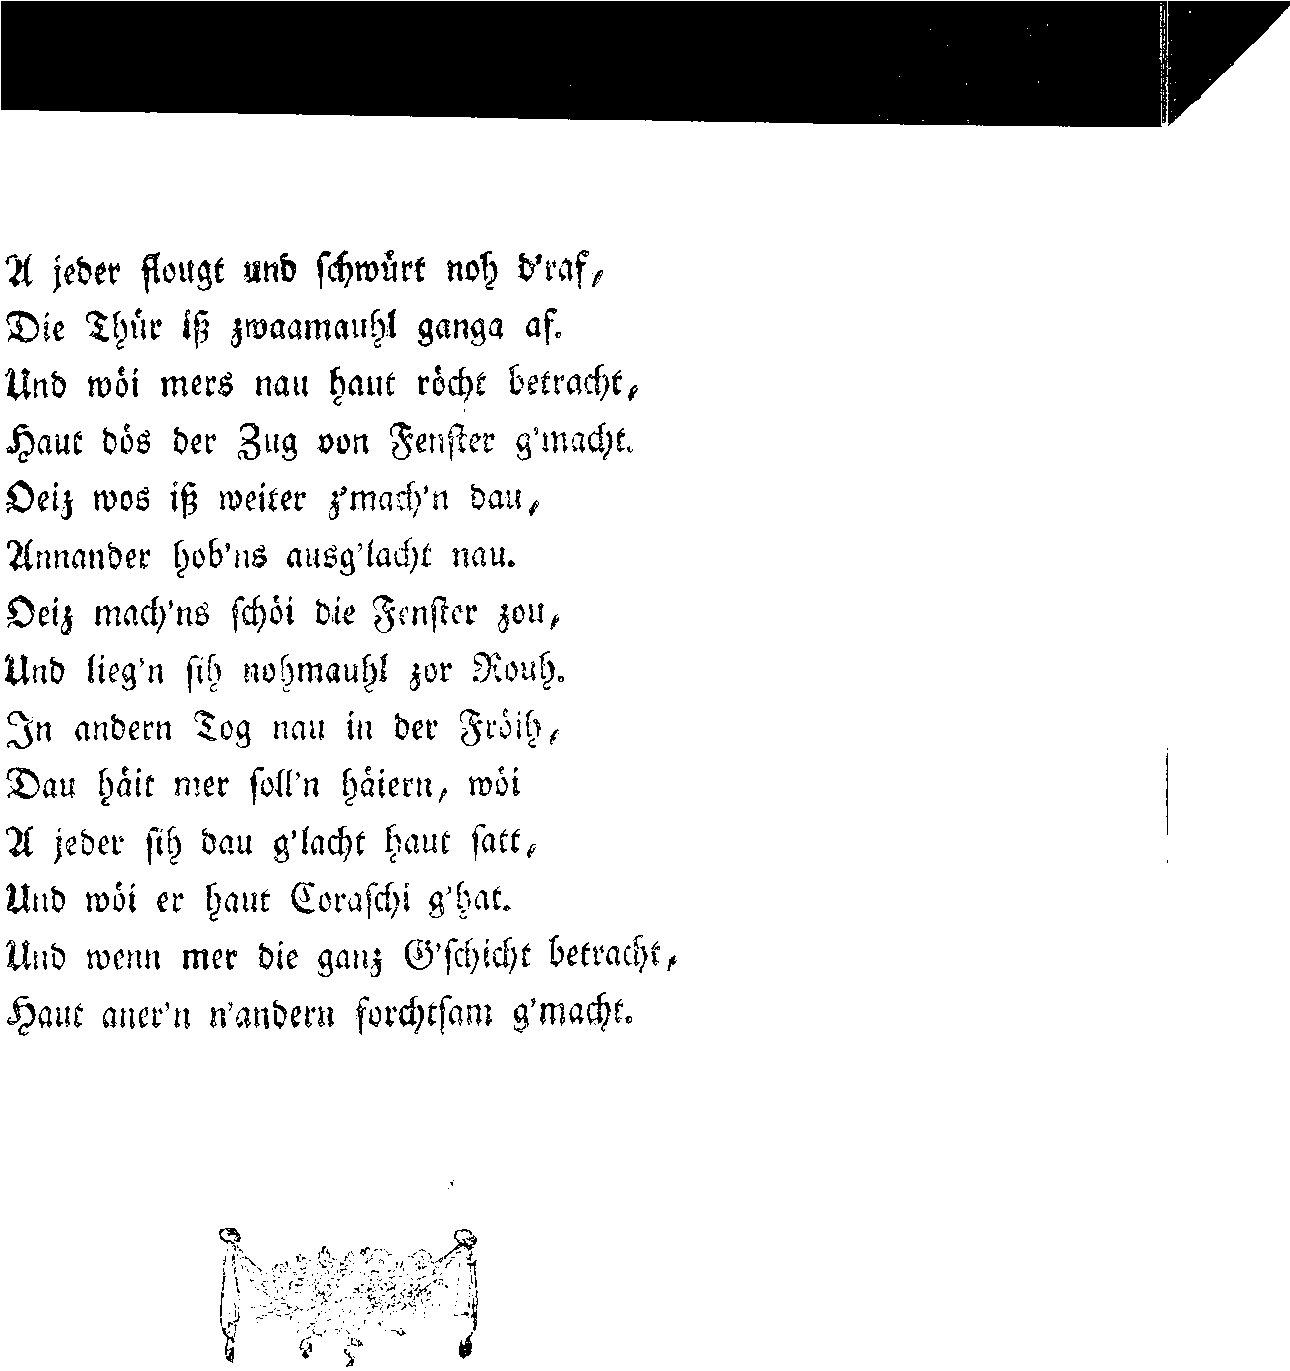 A jeder flougt und schwürt noh d'raf,
Die Thür iß zwaamauhl ganga af.
Und wöi mers nau haut röcht betracht,
Haut dös der Zug von Fenster g'macht.
Oeiz wos iß weiter z'mach'n dau,
Annander hob'ns ausg'lacht nau.
Oeiz mach'ns schöi die Fenster zou,
Und lieg'n sih nohmauhl zor Rouh.
In andern Tog nau in der Fröih,
Dau häit mer soll'n häiern, wöi
A jeder sih dau g'lacht haut satt,
Und wöi er haut Coraschi g'hat.
Und wenn mer die ganz G'schicht betracht,
Haut aner'n n'andern forchtsam g'macht.